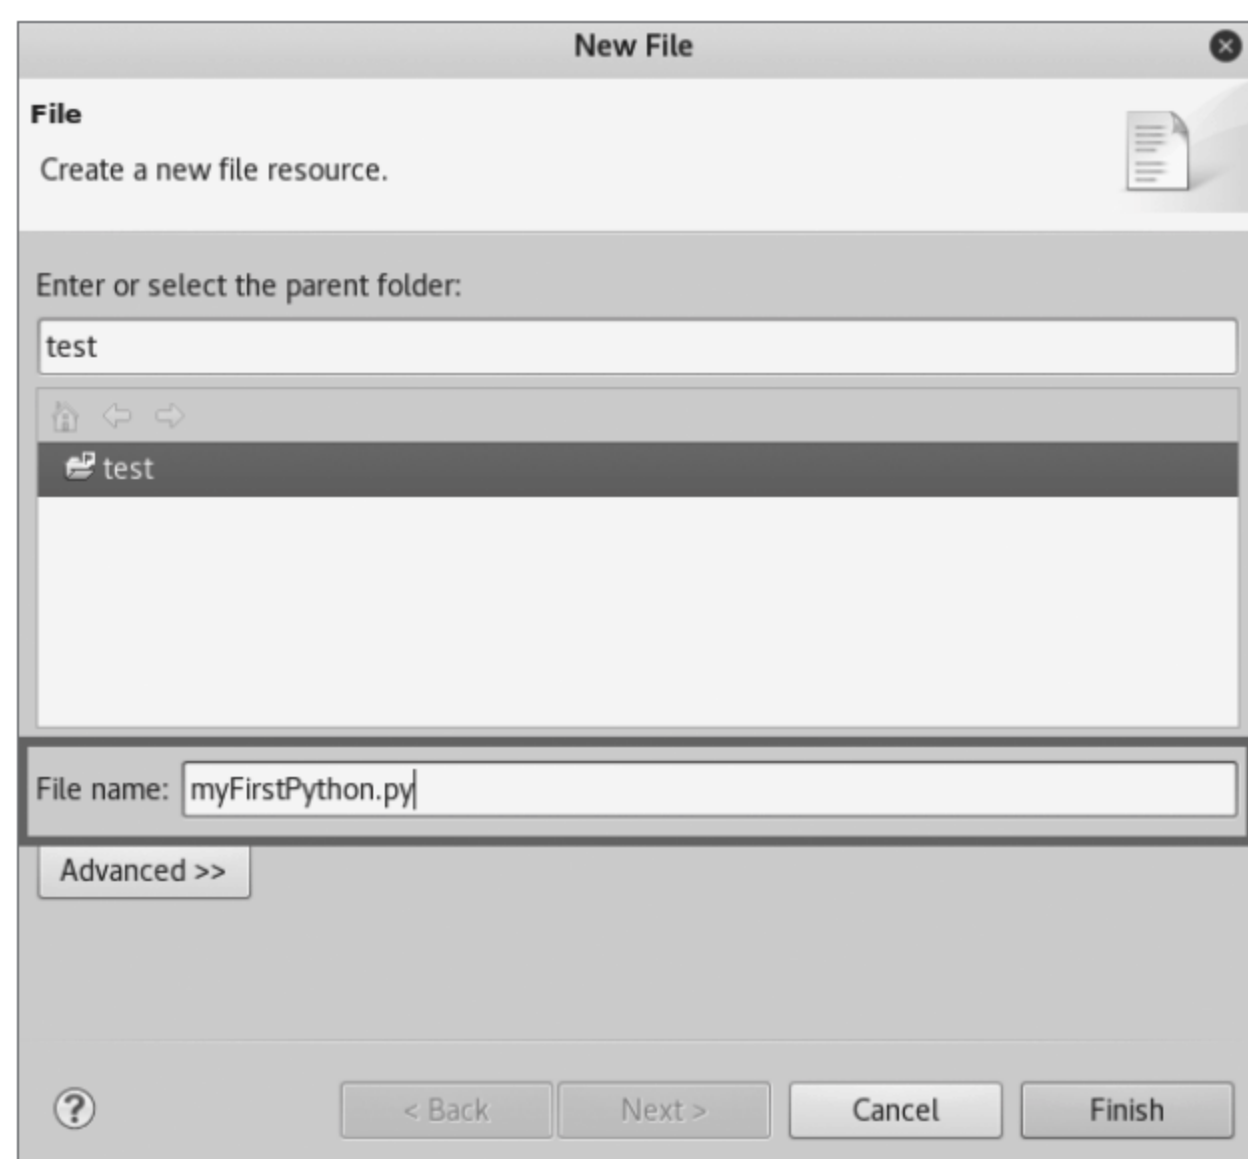 New File
File
Create a new file resource.
Enter or select the parent folder:
test
test
File name: myFirstPython.py
Advanced >>
? < Back Next > Cancel Finish